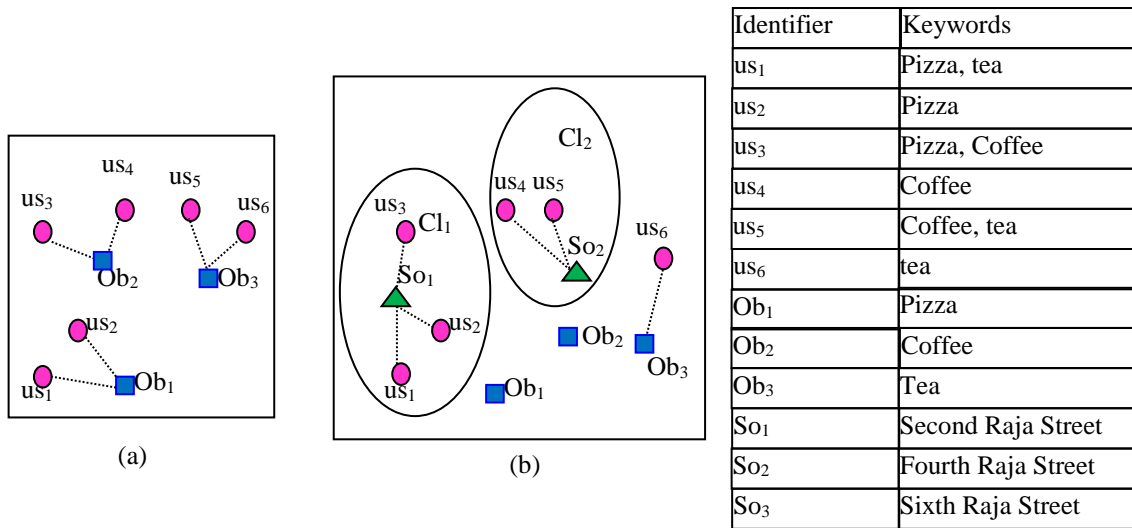 us₄
us₅
us₃
us₆
Ob₂
Ob₃
us₂
us₁
Ob₁
(a)
Cl₂
us₄ us₅
us₃
Cl₁
us₆
So₂
So₁
us₂
Ob₂
Ob₃
us₁
Ob₁
(b)
Identifier Keywords
us₁ Pizza, tea
us₂ Pizza
us₃ Pizza, Coffee
us₄ Coffee
us₅ Coffee, tea
us₆ tea
Ob₁ Pizza
Ob₂ Coffee
Ob₃ Tea
So₁ Second Raja Street
So₂ Fourth Raja Street
So₃ Sixth Raja Street